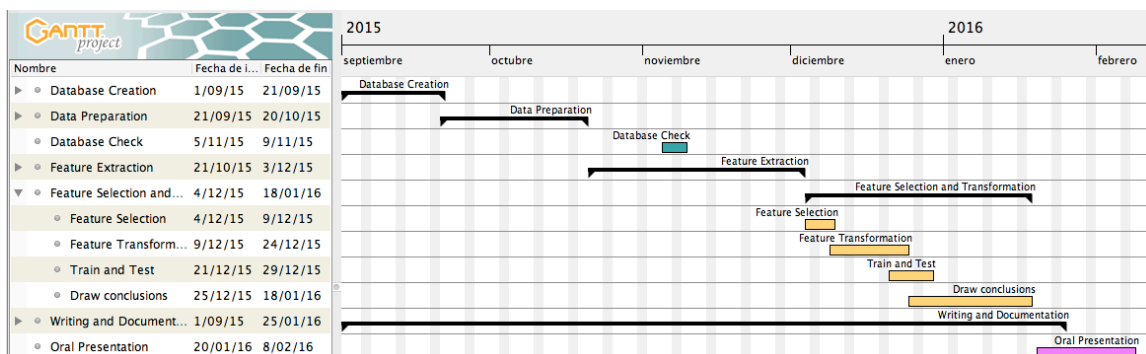 GANTT
project
2015
2016
septiembre octubre noviembre diciembre enero febrero
Nombre Fecha de i... Fecha de fin
Database Creation 1/09/15 21/09/15 Database Creation
Data Preparation 21/09/15 20/10/15 Data Preparation
Database Check 5/11/15 9/11/15 Database Check
Feature Extraction 21/10/15 3/12/15 Feature Extraction
Feature Selection and... 4/12/15 18/01/16 Feature Selection and Transformation
Feature Selection 4/12/15 9/12/15 Feature Selection
Feature Transform... 9/12/15 24/12/15 Feature Transformation
Train and Test 21/12/15 29/12/15 Train and Test
Draw conclusions 25/12/15 18/01/16 Draw conclusions
Writing and Document... 1/09/15 25/01/16 Writing and Documentation
Oral Presentation 20/01/16 8/02/16 Oral Presentation